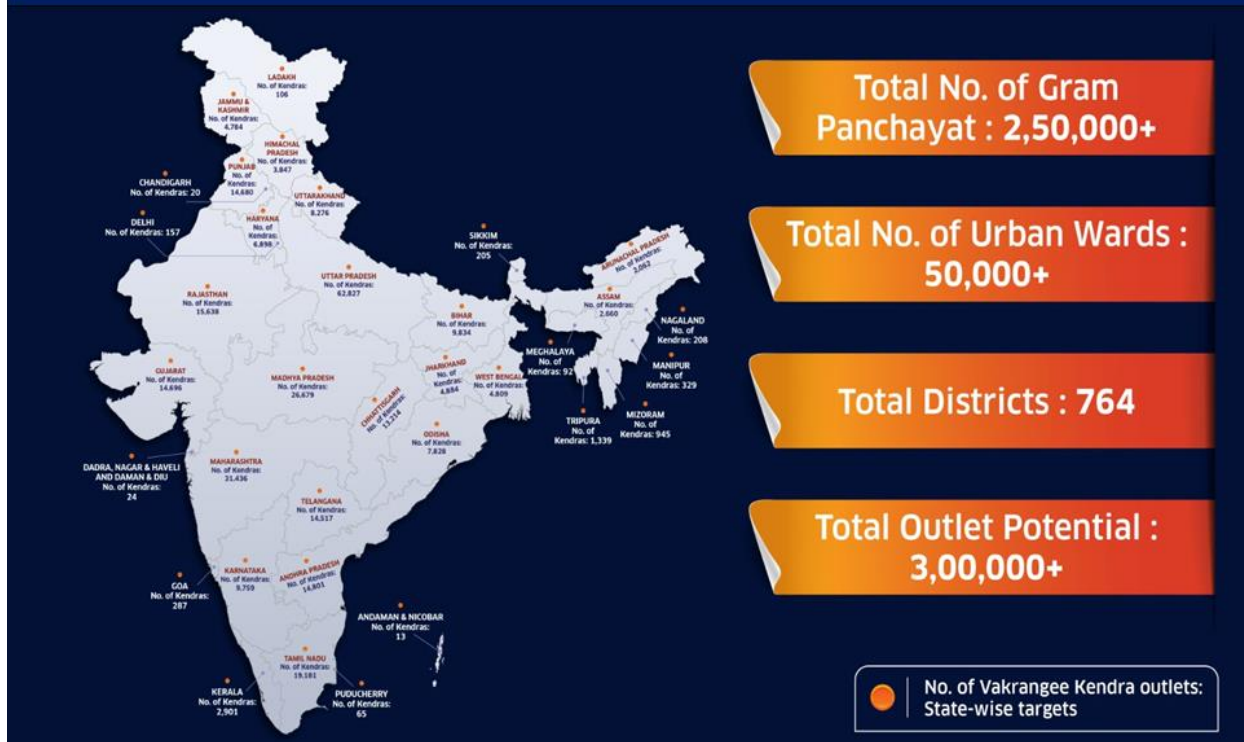 LADAKH
No. of Kendras:
106
JAMMU &
KASHMIR
No. of Kendras:
4,784
HIMACHAL
PRADESH
No. of Kendras:
3,847
PUNJAB
No. of
Kendras:
14,680
CHANDIGARH
No. of Kendras: 20
UTTARAKHAND
No. of Kendras:
8,276
DELHI
No. of Kendras: 157
HARYANA
No. of Kendras:
6,898
SIKKIM
No. of Kendras:
205
ARUNACHAL PRADESH
No. of Kendras:
2,062
UTTAR PRADESH
No. of Kendras:
62,827
RAJASTHAN
No. of Kendras:
15,638
ASSAM
No. of Kendras:
2,660
BIHAR
No. of Kendras:
9,834
NAGALAND
No. of
Kendras: 208
MEGHALAYA
No. of
Kendras: 92
MANIPUR
No. of
Kendras: 329
GUJARAT
No. of Kendras:
14,696
MADHYA PRADESH
No. of Kendras:
26,679
JHARKHAND
No. of
Kendras:
WEST BENGAL
No. of Kendras:
4,809
CHHATTISGARH
No. of Kendras:
13,214
TRIPURA
No. of
Kendras: 1,339
MIZORAM
No. of
Kendras: 945
ODISHA
No. of Kendras:
7,828
DADRA, NAGAR & HAVELI
AND DAMAN & DIU
No. of Kendras:
24
MAHARASHTRA
No. of Kendras:
31,436
TELANGANA
No. of Kendras:
14,517
GOA
No. of Kendras:
287
KARNATAKA
No. of Kendras:
9,759
ANDHRA PRADESH
No. of Kendras:
14,801
ANDAMAN & NICOBAR
No. of Kendras:
13
TAMIL NADU
No. of Kendras:
19,181
KERALA
No. of Kendras:
2,901
PUDUCHERRY
No. of Kendras:
65
Total No. of Gram
Panchayat : 2,50,000+
Total No. of Urban Wards :
50,000+
Total Districts : 764
Total Outlet Potential :
3,00,000+
No. of Vakrangee Kendra outlets:
State-wise targets